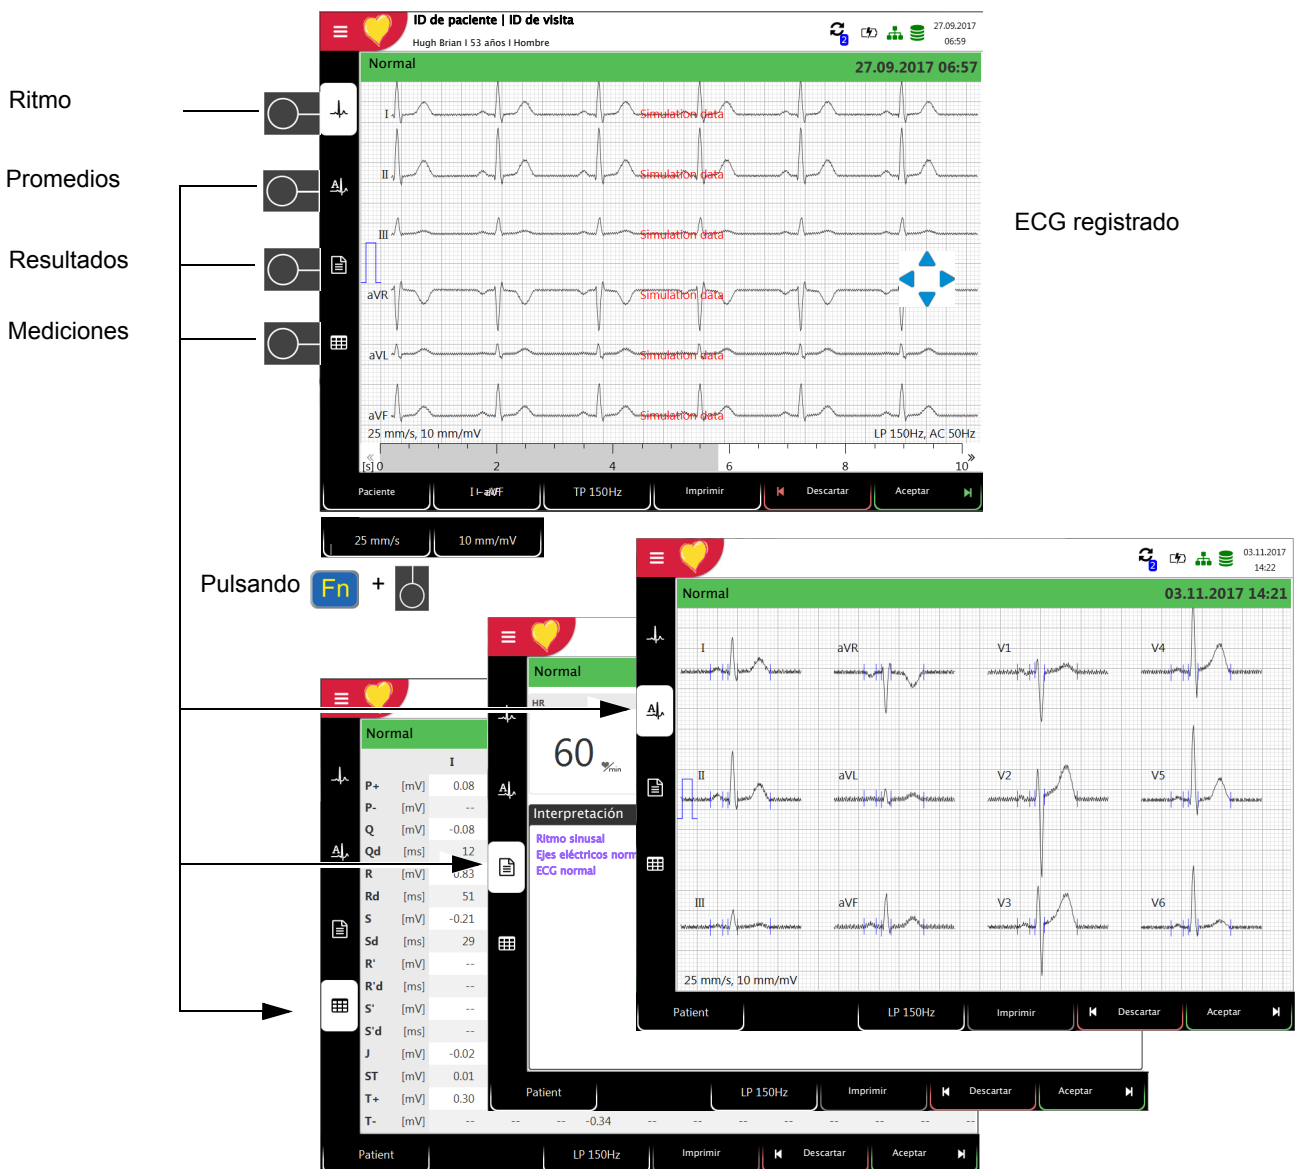 ID de paciente | ID de visita
Hugh Brian I 53 años I Hombre
2
27.09.2017
06:59
Normal
27.09.2017 06:57
Ritmo
Promedios
Resultados
Mediciones
ECG registrado
I
Simulation data
II
Simulation data
III
Simulation data
aVR
Simulation data
aVL
Simulation data
aVF
Simulation data
25 mm/s, 10 mm/mV
LP 150Hz, AC 50Hz
[s] 0 2 4 6 8 10
Paciente
TP 150Hz
Imprimir
Descartar
Aceptar
25 mm/s
10 mm/mV
Pulsando Fn +
2
03.11.2017
14:22
Normal
03.11.2017 14:21
I aVR V1 V4
II aVL V2 V5
III aVF V3 V6
25 mm/s, 10 mm/mV
Patient
LP 150Hz
Imprimir
Descartar
Aceptar
Normal
HR
60 /min
Interpretación
Ritmo sinusal
Ejes eléctricos norm
ECG normal
Patient
LP 150Hz
Imprimir
Descartar
Aceptar
Normal
I
P+ [mV] 0.08
P- [mV] --
Q [mV] -0.08
Qd [ms] 12
R [mV] 0.83
Rd [ms] 51
S [mV] -0.21
Sd [ms] 29
R' [mV] --
R'd [ms] --
S' [mV] --
S'd [ms] --
J [mV] -0.02
ST [mV] 0.01
T+ [mV] 0.30
T- [mV] -- -- -- -0.34 -- -- -- -- -- -- -- --
Patient
LP 150Hz
Imprimir
Descartar
Aceptar